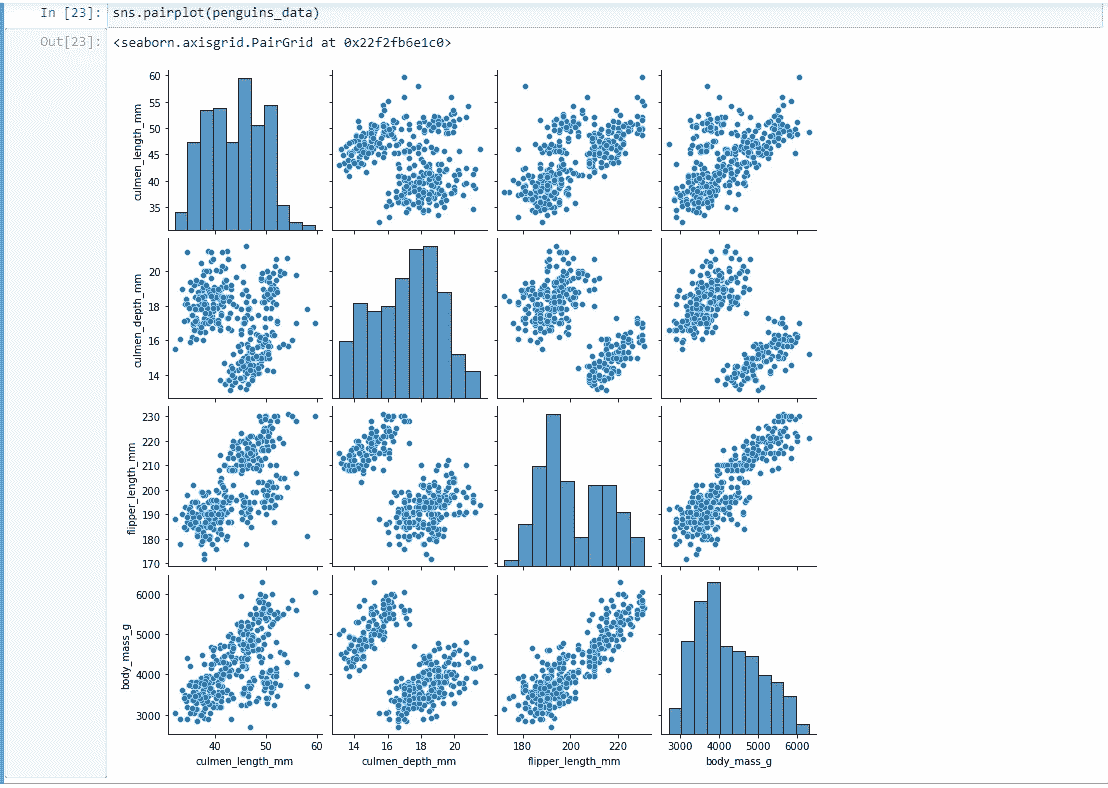 In [23]: sns.pairplot(penguins_data)
Out[23]: <seaborn.axisgrid.PairGrid at 0x22f2fb6e1c0>
60
55
50
45
40
35
culmen_length_mm
20
18
16
14
culmen_depth_mm
230
220
210
200
190
180
170
flipper_length_mm
6000
5000
4000
3000
body_mass_g
40 50 60
14 16 18 20
180 200 220
3000 4000 5000 6000
culmen_length_mm
culmen_depth_mm
flipper_length_mm
body_mass_g